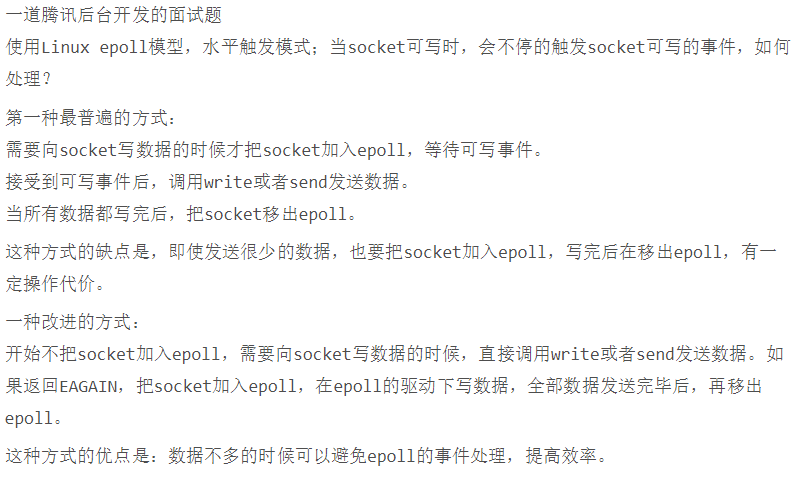 一道腾讯后台开发的面试题
使用Linux epoll模型，水平触发模式；当socket可写时，会不停的触发socket可写的事件，如何
处理？
第一种最普遍的方式：
需要向socket写数据的时候才把socket加入epoll，等待可写事件。
接受到可写事件后，调用write或者send发送数据。
当所有数据都写完后，把socket移出epoll。
这种方式的缺点是，即使发送很少的数据，也要把socket加入epoll，写完后在移出epoll，有一
定操作代价。
一种改进的方式：
开始不把socket加入epoll，需要向socket写数据的时候，直接调用write或者send发送数据。如
果返回EAGAIN，把socket加入epoll，在epoll的驱动下写数据，全部数据发送完毕后，再移出
epoll。
这种方式的优点是：数据不多的时候可以避免epoll的事件处理，提高效率。